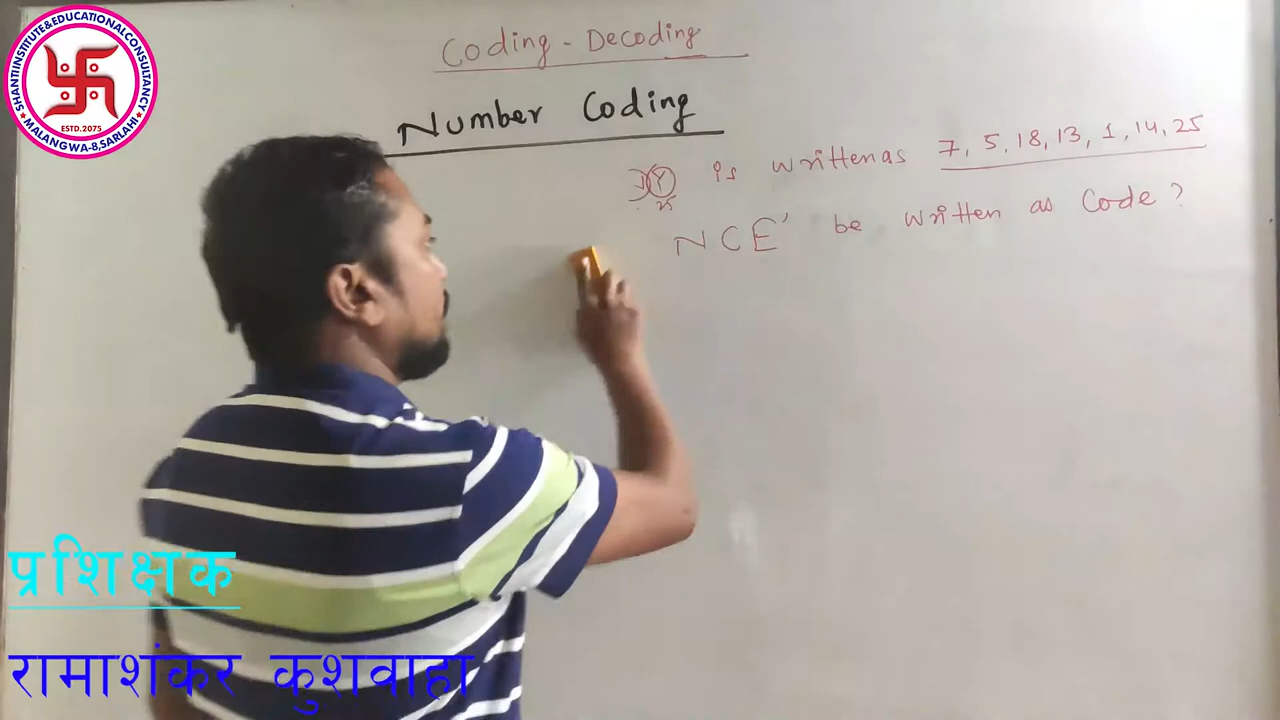 SHANTI INSTITUTE & EDUCATIONAL CONSULTANCY
ESTD.2075
MALANGWA-8, SARLAHI
Coding - Decoding
Number Coding
Y is written as 7, 5, 18, 13, 1, 14, 25
25
NCE' be written as Code ?
प्रशिक्षक
रामाशंकर कुशवाहा